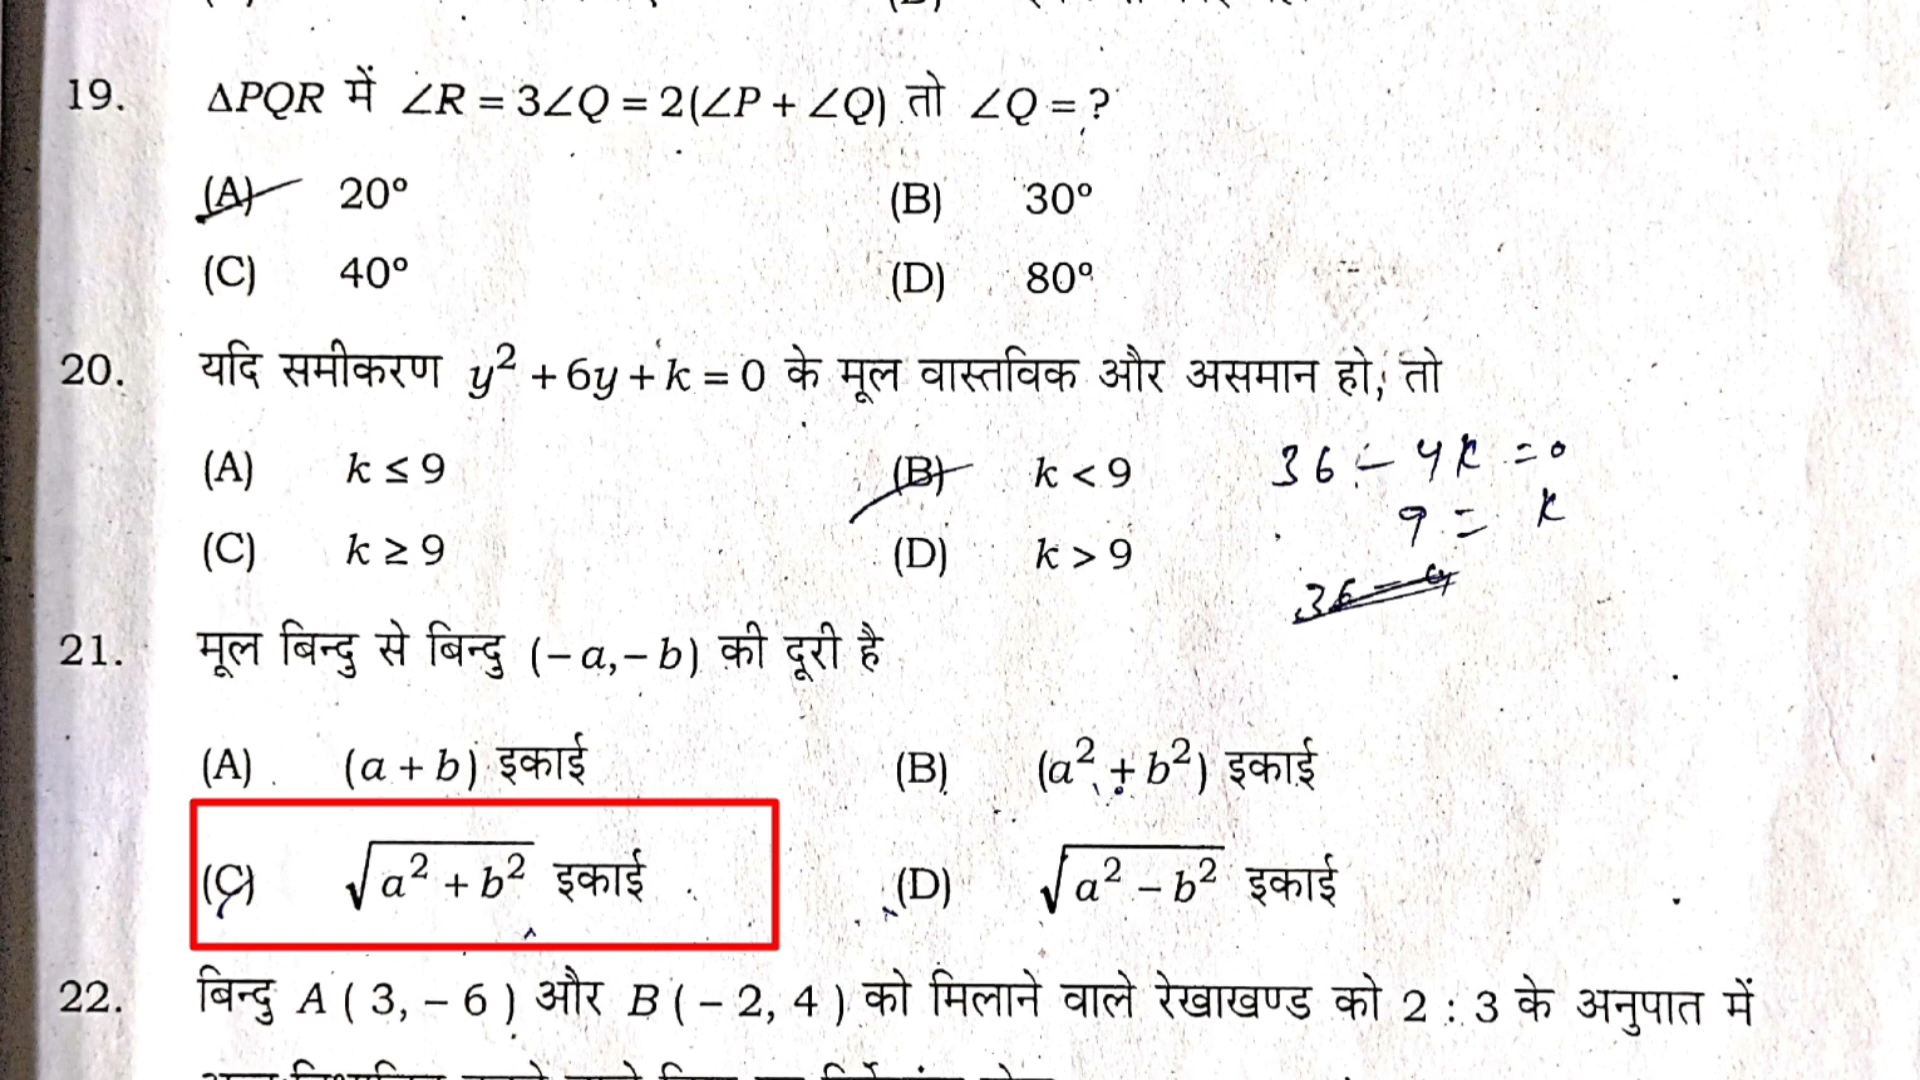 19. ΔPQR में ∠R = 3∠Q = 2(∠P + ∠Q) तो ∠Q = ?
(A) 20° (B) 30°
(C) 40° (D) 80°
20. यदि समीकरण y² + 6y + k = 0 के मूल वास्तविक और असमान हो, तो
(A) k ≤ 9 (B) k < 9 36 - 4k = 0
9 = k
(C) k ≥ 9 (D) k > 9
21. मूल बिन्दु से बिन्दु (– a, – b) की दूरी है
(A) (a + b) इकाई (B) (a² + b²) इकाई
(C) √a² + b² इकाई (D) √a² – b² इकाई
22. बिन्दु A ( 3, – 6 ) और B ( – 2, 4 ) को मिलाने वाले रेखाखण्ड को 2 : 3 के अनुपात में